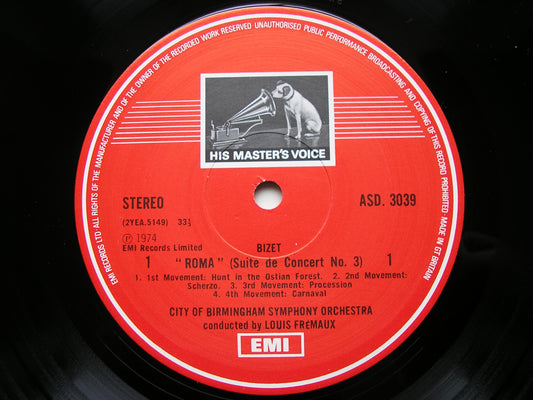 EMI RECORDS LTD ALL RIGHTS OF THE MANUFACTURER AND OF THE OWNER OF THE RECORDED WORK RESERVED UNAUTHORISED PUBLIC PERFORMANCE BROADCASTING AND COPYING OF THIS RECORD PROHIBITED. MADE IN GT BRITAIN
HIS MASTER'S VOICE
STEREO ASD. 3039
(2YEA.5149) 33⅓
℗ 1974
EMI Records Limited
BIZET
1 "ROMA" (Suite de Concert No. 3) 1
1. 1st Movement: Hunt in the Ostian Forest. 2. 2nd Movement:
Scherzo. 3. 3rd Movement: Procession
4. 4th Movement: Carnaval
CITY OF BIRMINGHAM SYMPHONY ORCHESTRA
conducted by LOUIS FRéMAUX
EMI